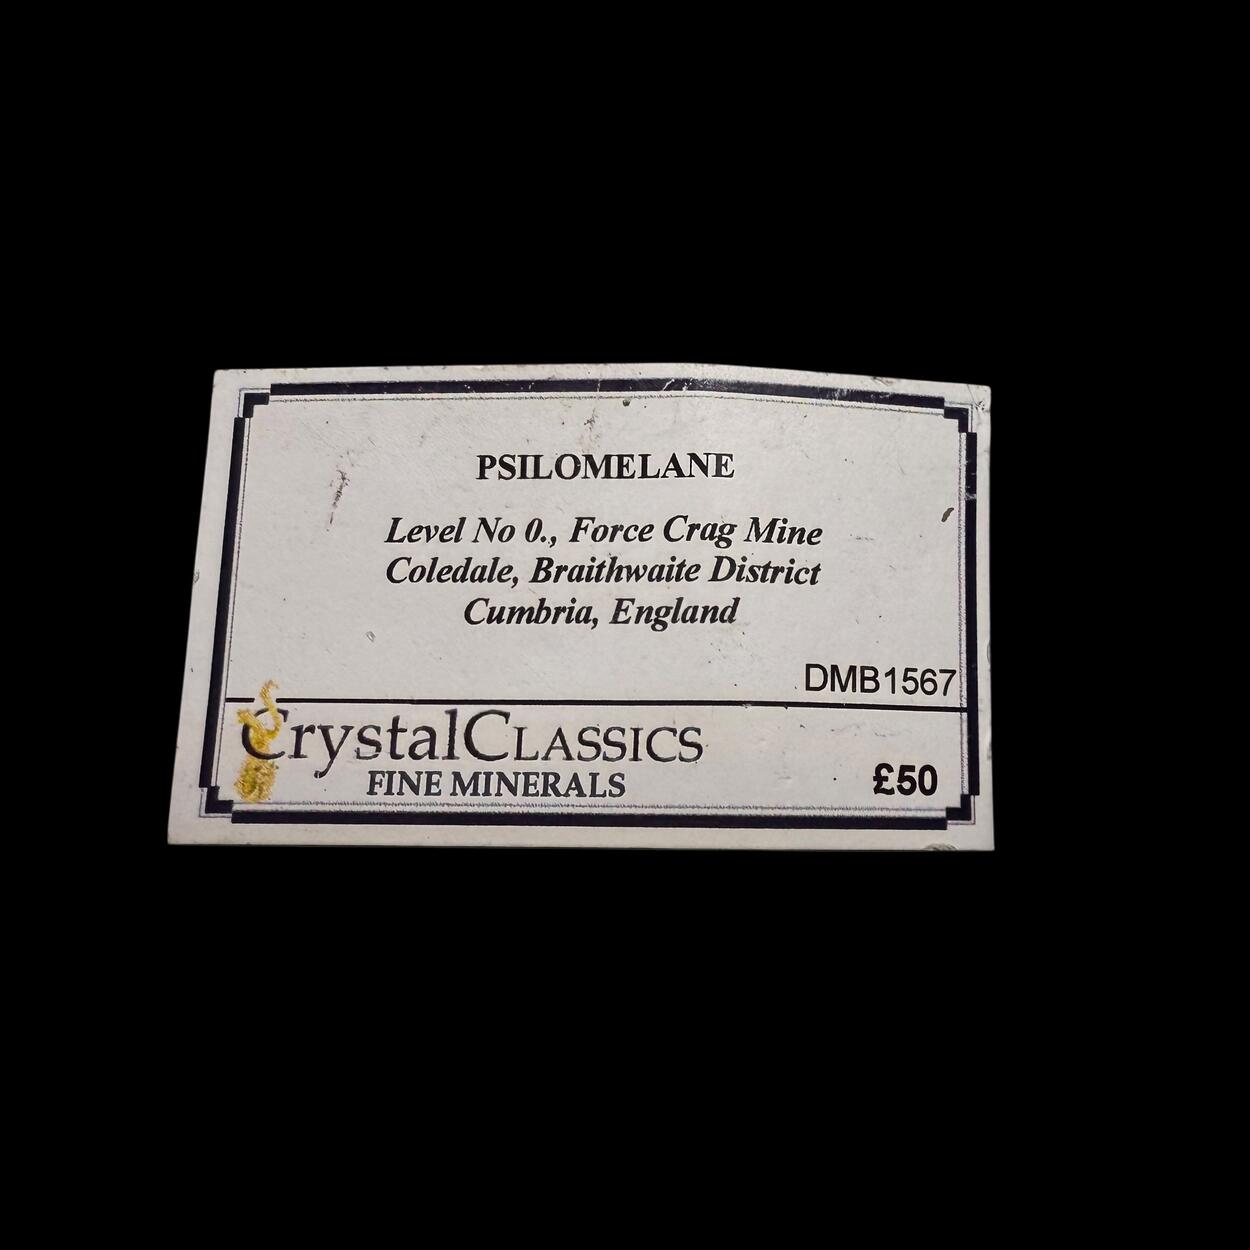 PSILOMELANE
Level No 0., Force Crag Mine
Coledale, Braithwaite District
Cumbria, England
DMB1567
CrystalCLASSICS
FINE MINERALS
£50